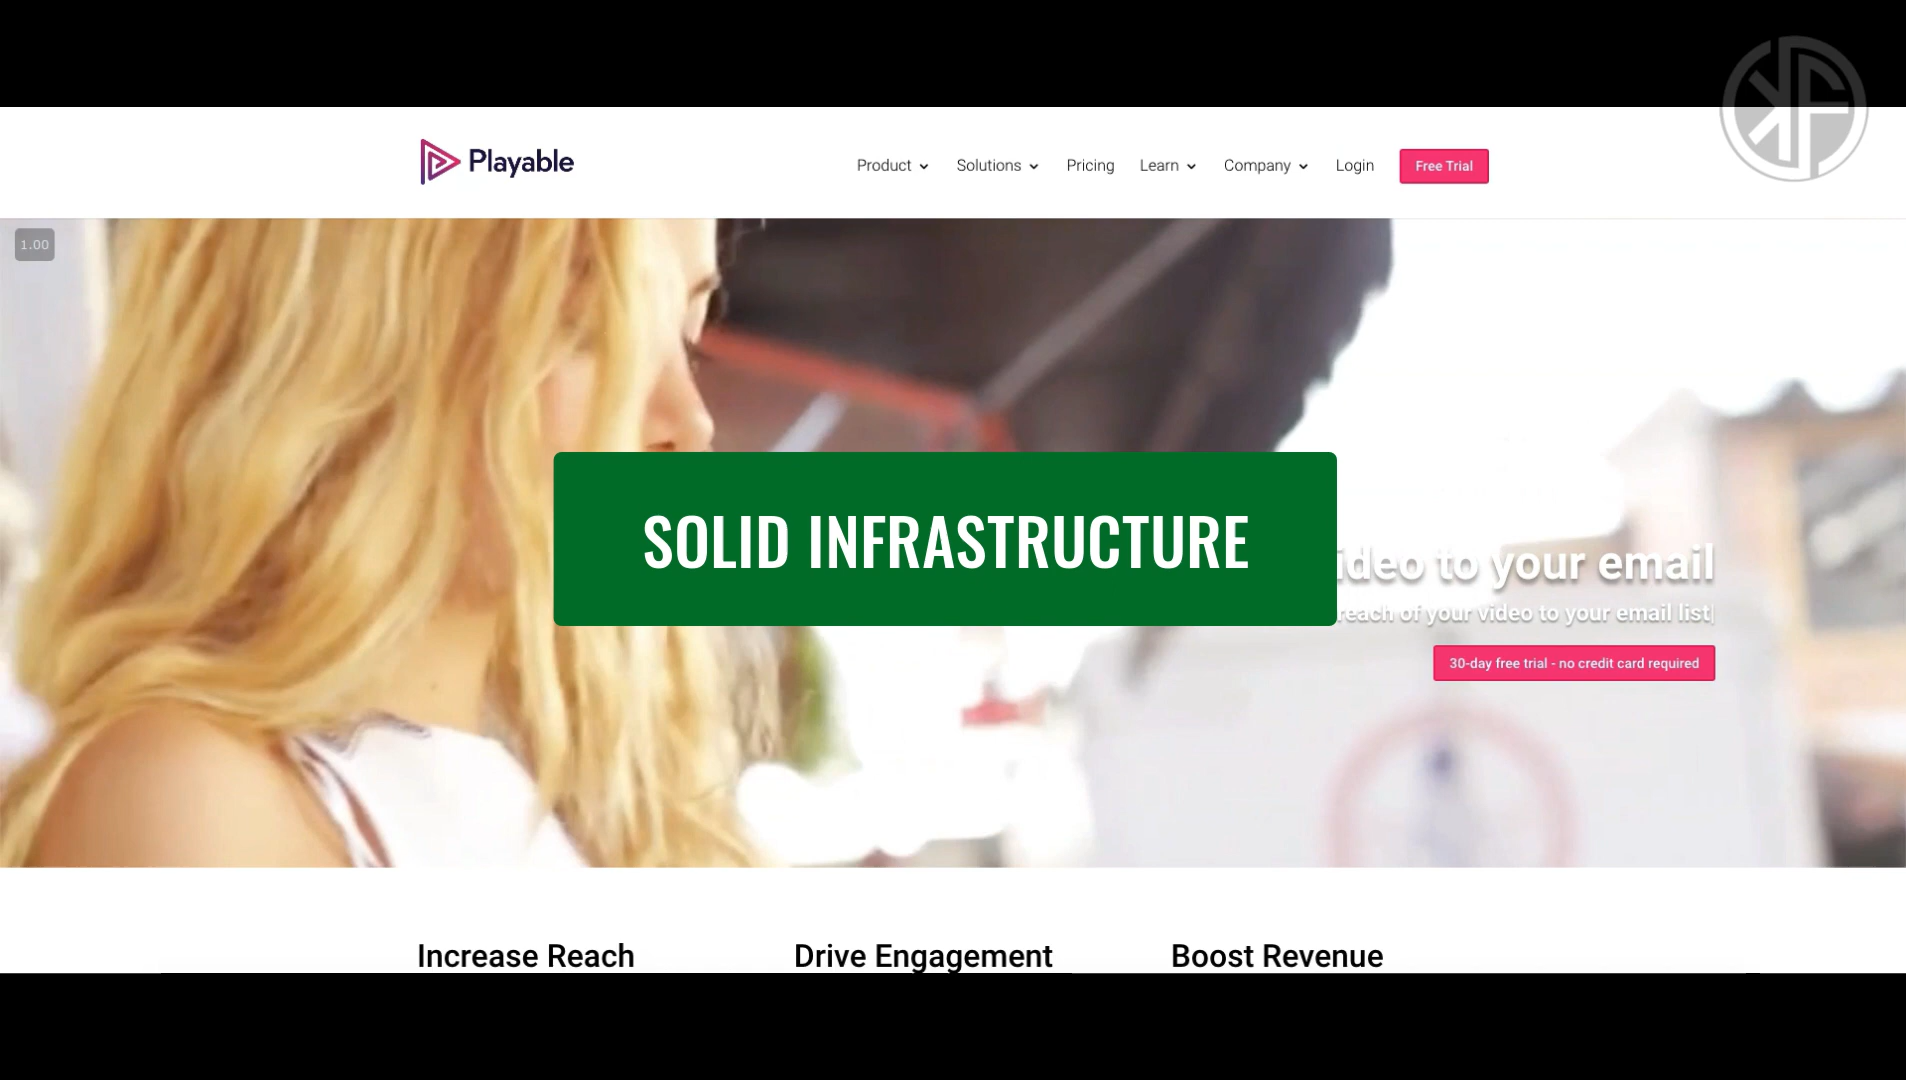 Playable
Product Solutions Pricing Learn Company Login Free Trial
1.00
SOLID INFRASTRUCTURE
ideo to your email
reach of your video to your email list
30-day free trial - no credit card required
Increase Reach Drive Engagement Boost Revenue